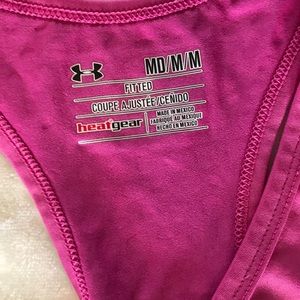 MD/M/M
FITTED
COUPE AJUSTÉE/CEÑIDO
heatgear
MADE IN MEXICO
FABRIQUÉ AU MEXIQUE
HECHO EN MEXICO